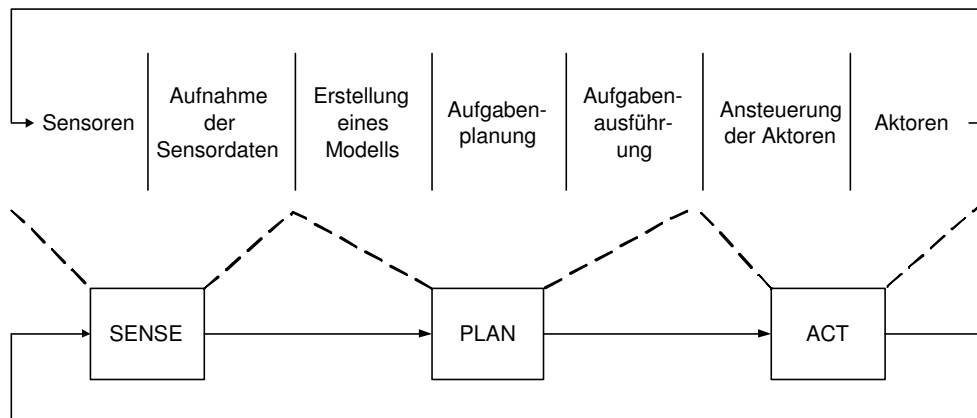 Sensoren
Aufnahme
der
Sensordaten
Erstellung
eines
Modells
Aufgaben-
planung
Aufgaben-
ausführ-
ung
Ansteuerung
der Aktoren
Aktoren
SENSE
PLAN
ACT